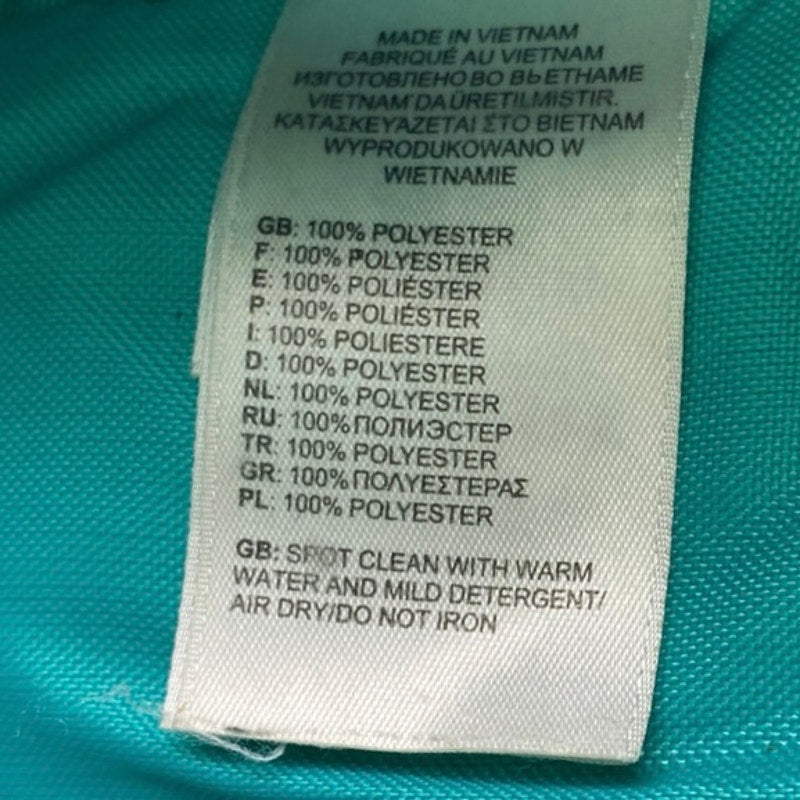 MADE IN VIETNAM
FABRIQUÉ AU VIETNAM
ИЗГОТОВЛЕНО ВО ВЬЕТНАМЕ
VIETNAM'DA ÜRETILMISTIR.
ΚΑΤΑΣΚΕΥΆΖΕΤΑΙ ΣΤΟ ΒΙΕΤΝΑΜ
WYPRODUKOWANO W
WIETNAMIE
GB: 100% POLYESTER
F: 100% POLYESTER
E: 100% POLIÉSTER
P: 100% POLIÉSTER
I: 100% POLIESTERE
D: 100% POLYESTER
NL: 100% POLYESTER
RU: 100% ПОЛИЭСТЕР
TR: 100% POLYESTER
GR: 100% ΠΟΛΥΕΣΤΕΡΑΣ
PL: 100% POLYESTER
GB: SPOT CLEAN WITH WARM
WATER AND MILD DETERGENT/
AIR DRY/DO NOT IRON